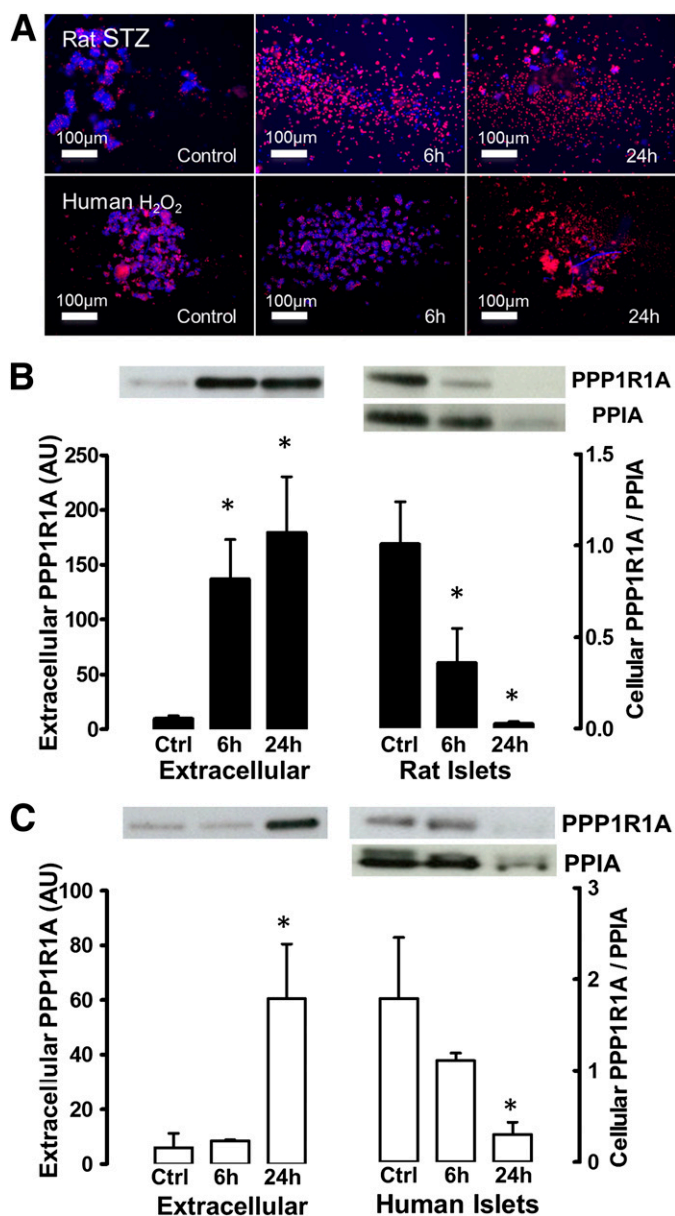 A
Rat STZ
100µm
Control
100µm
6h
100µm
24h
Human H₂O₂
100µm
Control
100µm
6h
100µm
24h
B
PPP1R1A
PPIA
Extracellular PPP1R1A (AU)
250
200
150
100
50
0
*
*
Ctrl 6h 24h
Extracellular
*
*
Ctrl 6h 24h
Rat Islets
1.5
1.0
0.5
0.0
Cellular PPP1R1A / PPIA
C
PPP1R1A
PPIA
Extracellular PPP1R1A (AU)
100
80
60
40
20
0
*
Ctrl 6h 24h
Extracellular
*
Ctrl 6h 24h
Human Islets
3
2
1
0
Cellular PPP1R1A / PPIA